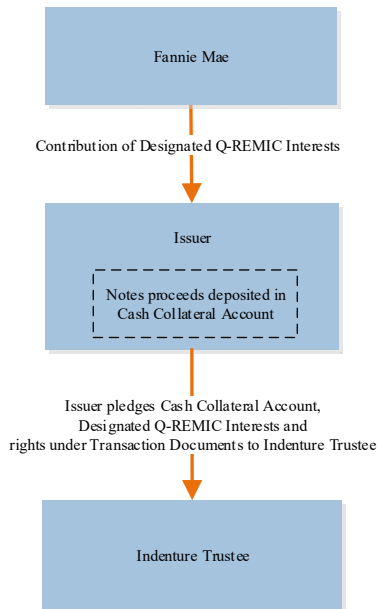 Fannie Mae
Contribution of Designated Q-REMIC Interests
Issuer
Notes proceeds deposited in
Cash Collateral Account
Issuer pledges Cash Collateral Account,
Designated Q-REMIC Interests and
rights under Transaction Documents to Indenture Trustee
Indenture Trustee